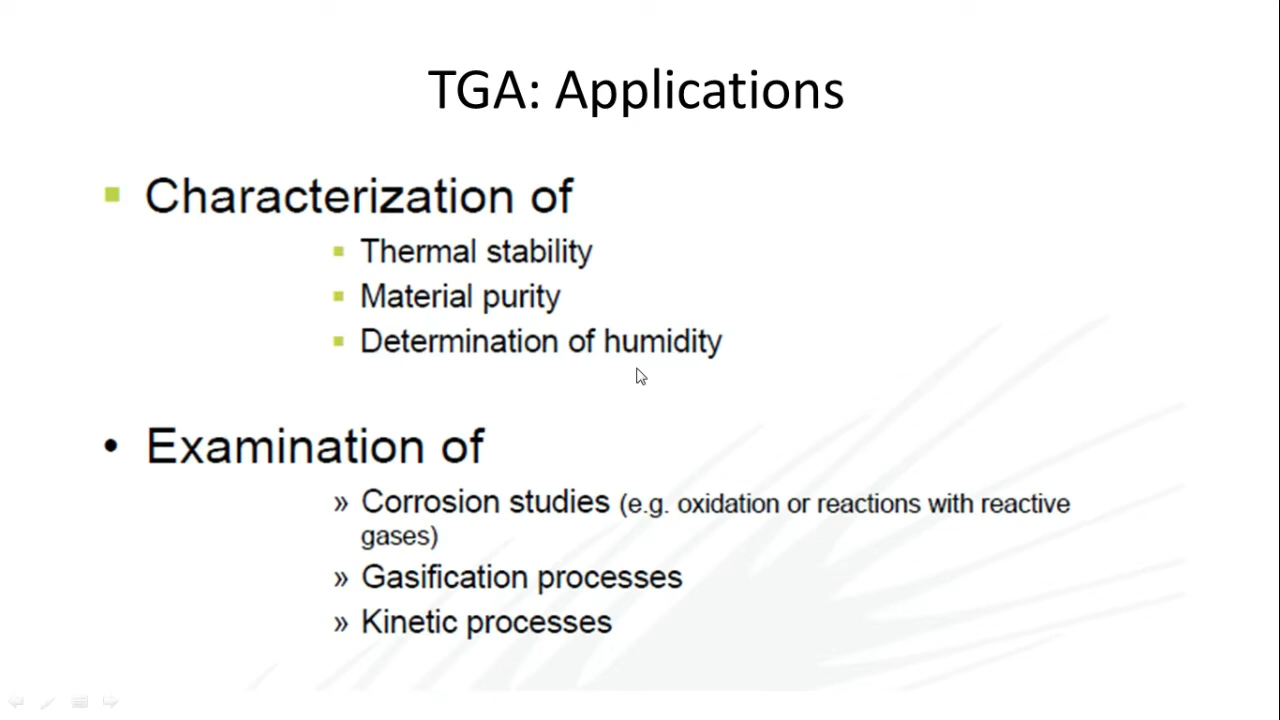 TGA: Applications
▪ Characterization of
▪ Thermal stability
▪ Material purity
▪ Determination of humidity
• Examination of
» Corrosion studies (e.g. oxidation or reactions with reactive
gases)
» Gasification processes
» Kinetic processes